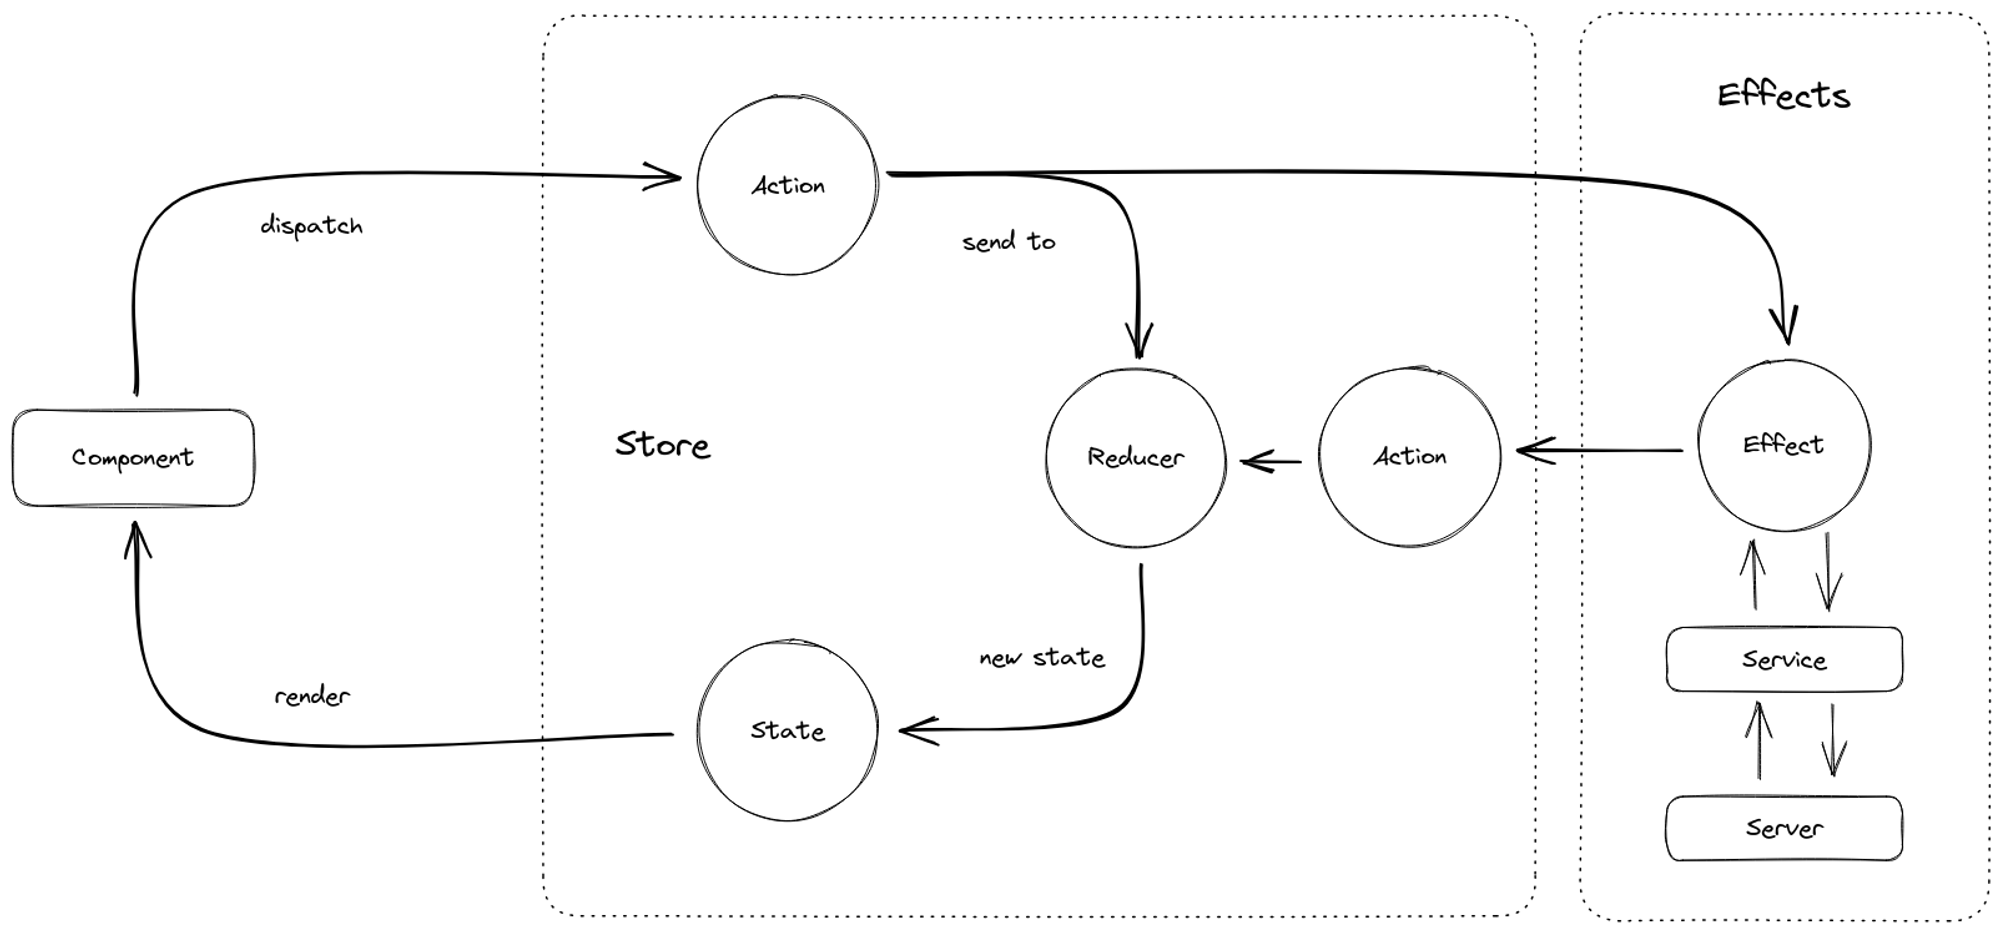 Effects
Action
dispatch
send to
Store
Component
Reducer
Action
Effect
new state
Service
render
State
Server